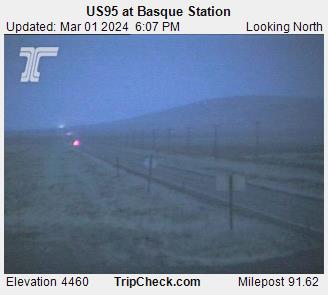 US95 at Basque Station
Updated: Mar 01 2024 6:07 PM Looking North
Elevation 4460 TripCheck.com Milepost 91.62